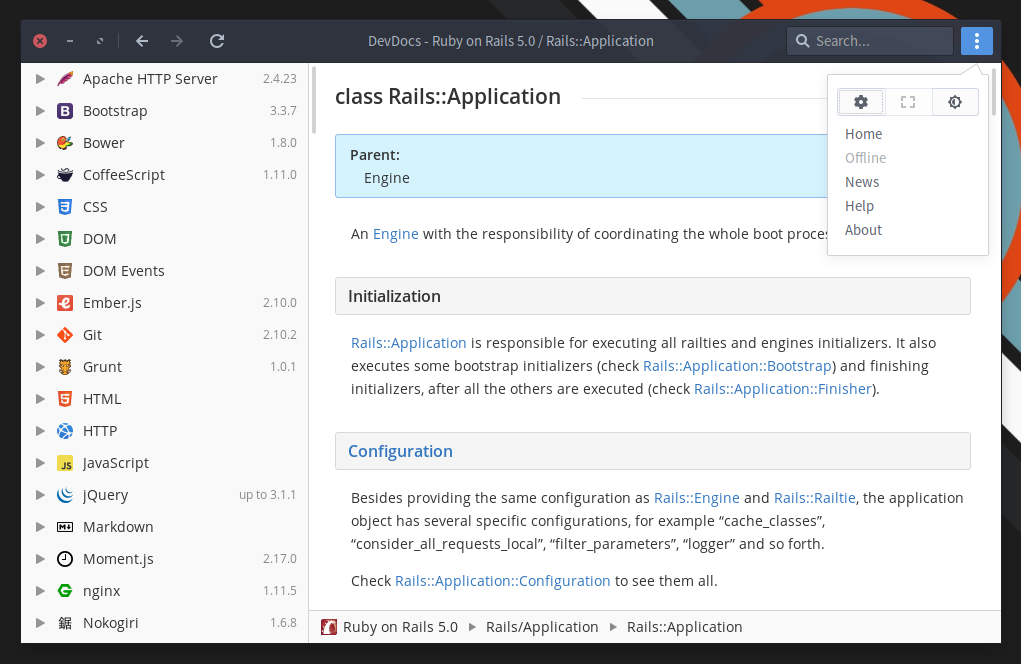 DevDocs - Ruby on Rails 5.0 / Rails::Application
Search...
Apache HTTP Server 2.4.23
Bootstrap 3.3.7
Bower 1.8.0
CoffeeScript 1.11.0
CSS
DOM
DOM Events
Ember.js 2.10.0
Git 2.10.2
Grunt 1.0.1
HTML
HTTP
JavaScript
jQuery up to 3.1.1
Markdown
Moment.js 2.17.0
nginx 1.11.5
Nokogiri 1.6.8
class Rails::Application
Parent:
Engine
An Engine with the responsibility of coordinating the whole boot
Initialization
Rails::Application is responsible for executing all railties and engines initializers. It also
executes some bootstrap initializers (check Rails::Application::Bootstrap) and finishing
initializers, after all the others are executed (check Rails::Application::Finisher).
Configuration
Besides providing the same configuration as Rails::Engine and Rails::Railtie, the application
object has several specific configurations, for example “cache_classes”,
“consider_all_requests_local”, “filter_parameters”, “logger” and so forth.
Check Rails::Application::Configuration to see them all.
Home
Offline
News
Help
About
Ruby on Rails 5.0 Rails/Application Rails::Application